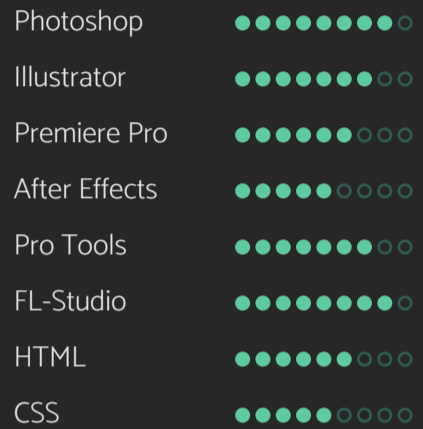 Photoshop
Illustrator
Premiere Pro
After Effects
Pro Tools
FL-Studio
HTML
CSS